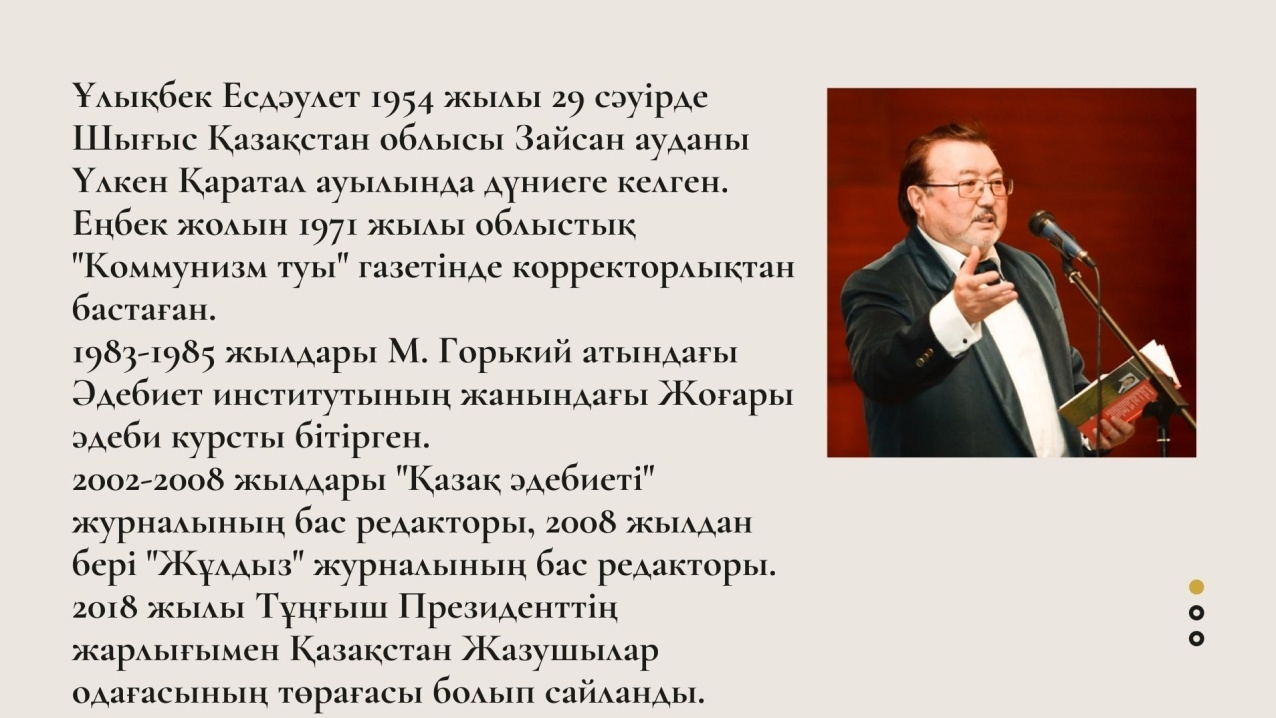 Ұлықбек Есдәулет 1954 жылы 29 сәуірде
Шығыс Қазақстан облысы Зайсан ауданы
Үлкен Қаратал ауылында дүниеге келген.
Еңбек жолын 1971 жылы облыстық
"Коммунизм туы" газетінде корректорлықтан
бастаған.
1983-1985 жылдары М. Горький атындағы
Әдебиет институтының жанындағы Жоғары
әдеби курсты бітірген.
2002-2008 жылдары "Қазақ әдебиеті"
журналының бас редакторы, 2008 жылдан
бері "Жұлдыз" журналының бас редакторы.
2018 жылы Тұңғыш Президенттің
жарлығымен Қазақстан Жазушылар
одағасының төрағасы болып сайланды.